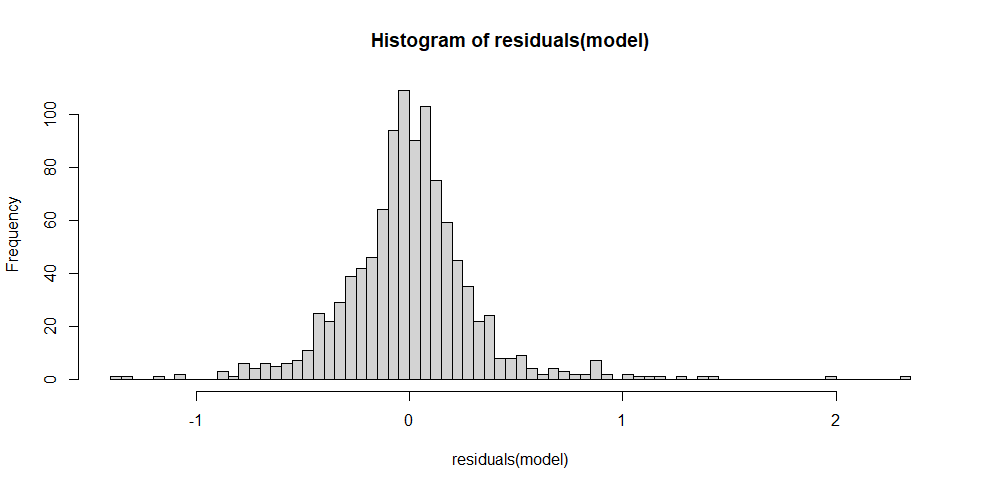 Histogram of residuals(model)
Frequency
100
80
60
40
20
0
-1 0 1 2
residuals(model)